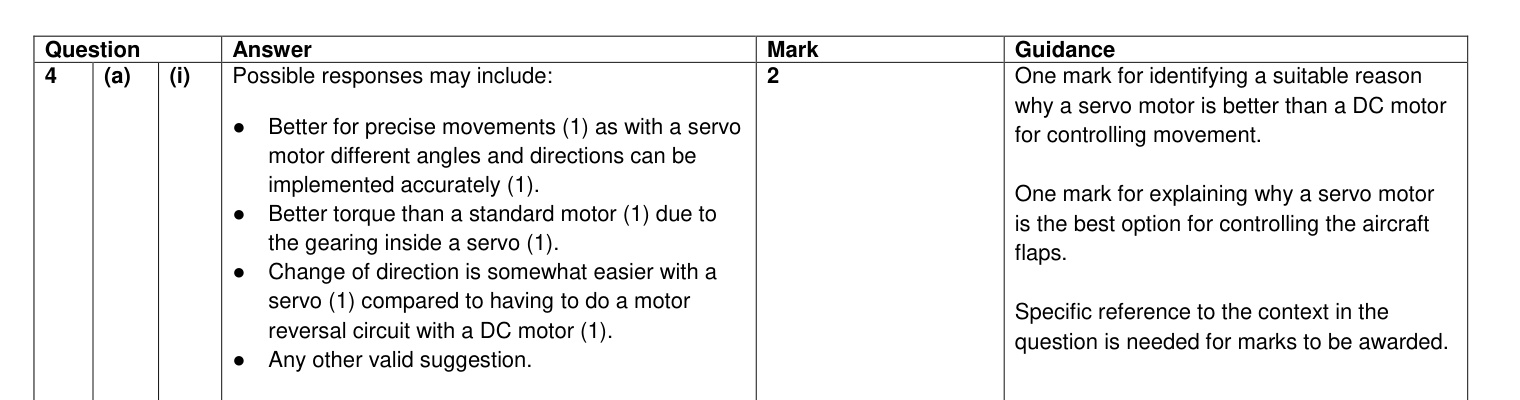 Question Answer Mark Guidance
4 (a) (i) Possible responses may include: 2 One mark for identifying a suitable reason
why a servo motor is better than a DC motor
for controlling movement.
● Better for precise movements (1) as with a servo
motor different angles and directions can be
implemented accurately (1).
● Better torque than a standard motor (1) due to
the gearing inside a servo (1).
● Change of direction is somewhat easier with a
servo (1) compared to having to do a motor
reversal circuit with a DC motor (1).
● Any other valid suggestion.
One mark for explaining why a servo motor
is the best option for controlling the aircraft
flaps.
Specific reference to the context in the
question is needed for marks to be awarded.